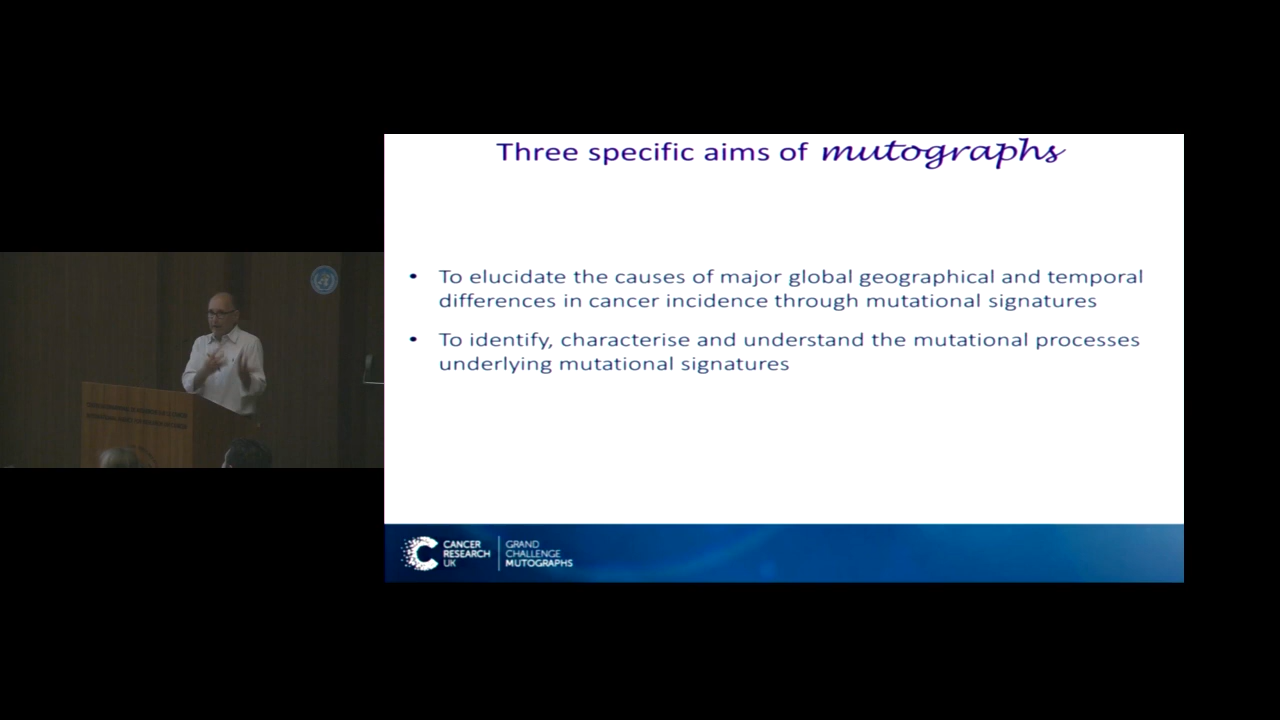 Three specific aims of mutographs
• To elucidate the causes of major global geographical and temporal
differences in cancer incidence through mutational signatures
• To identify, characterise and understand the mutational processes
underlying mutational signatures
CANCER
RESEARCH
UK
GRAND
CHALLENGE
MUTOGRAPHS